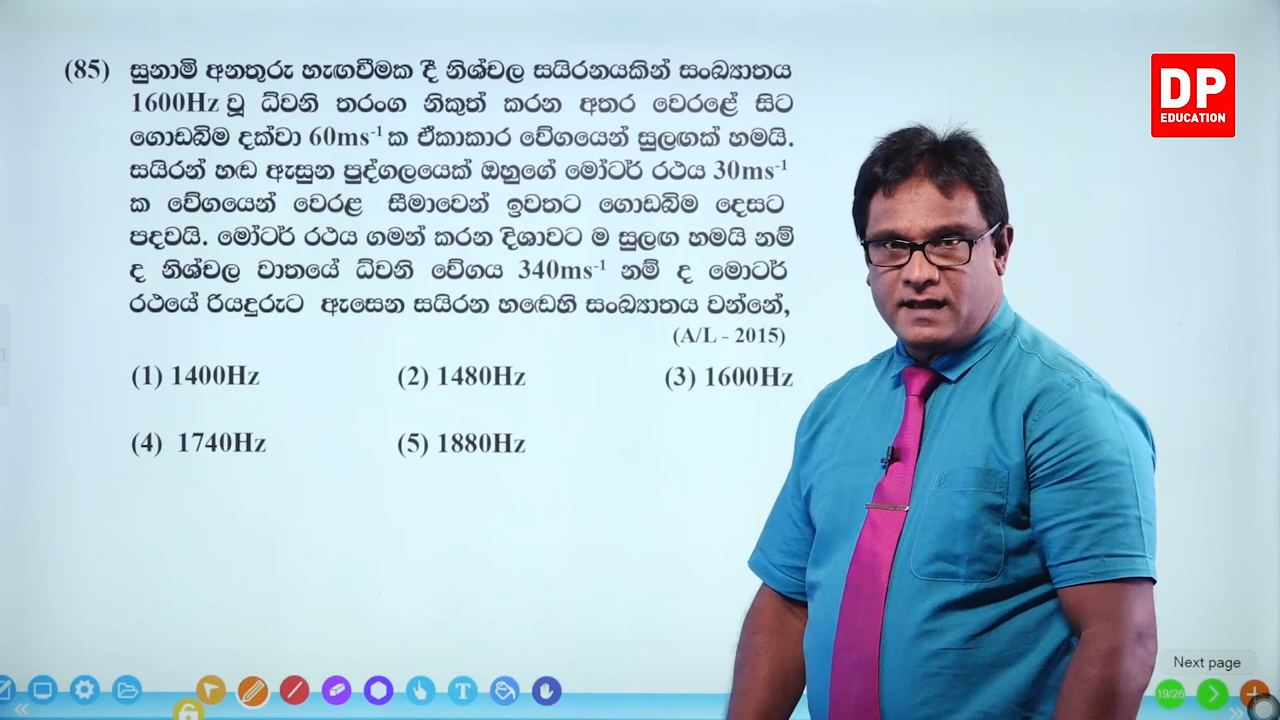 DP
EDUCATION
(85) සුනාමි අනතුරු හැඟවීමක දී නිශ්චල සයිරනයකින් සංඛ්‍යාතය
1600Hz වූ ධ්වනි තරංග නිකුත් කරන අතර වෙරළේ සිට
ගොඩබිම දක්වා 60ms⁻¹ ක ඒකාකාර වේගයෙන් සුලඟක් හමයි.
සයිරන් හඬ ඇසුන පුද්ගලයෙක් ඔහුගේ මෝටර් රථය 30ms⁻¹
ක වේගයෙන් වෙරළ සීමාවෙන් ඉවතට ගොඩබිම දෙසට
පදවයි. මෝටර් රථය ගමන් කරන දිශාවට ම සුලඟ හමයි නම්
ද නිශ්චල වාතයේ ධ්වනි වේගය 340ms⁻¹ නම් ද මොටර්
රථයේ රියදුරුට ඇසෙන සයිරන හඬෙහි සංඛ්‍යාතය වන්නේ,
(A/L - 2015)
(1) 1400Hz (2) 1480Hz (3) 1600Hz
(4) 1740Hz (5) 1880Hz
Next page
19/26